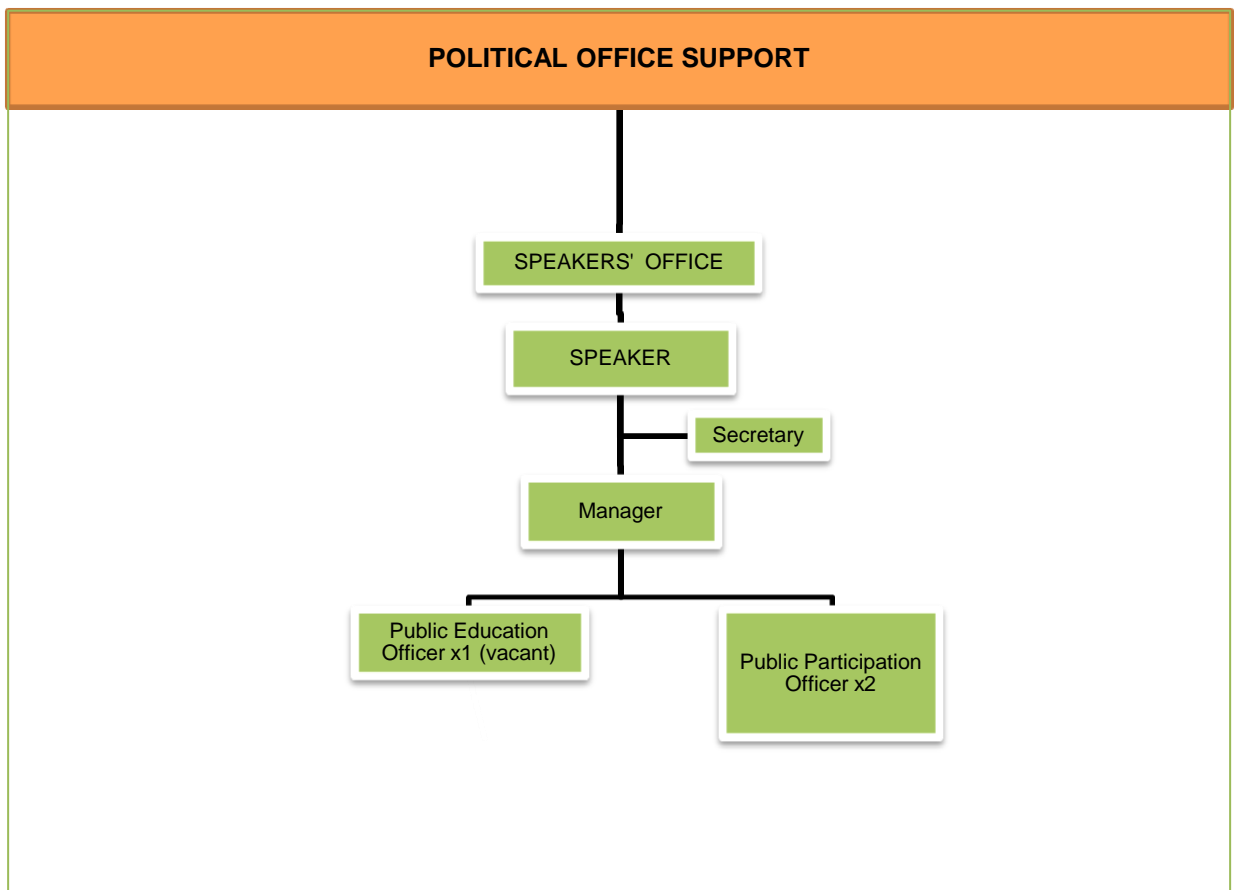 POLITICAL OFFICE SUPPORT
SPEAKERS' OFFICE
SPEAKER
Secretary
Manager
Public Education
Officer x1 (vacant)
Public Participation
Officer x2